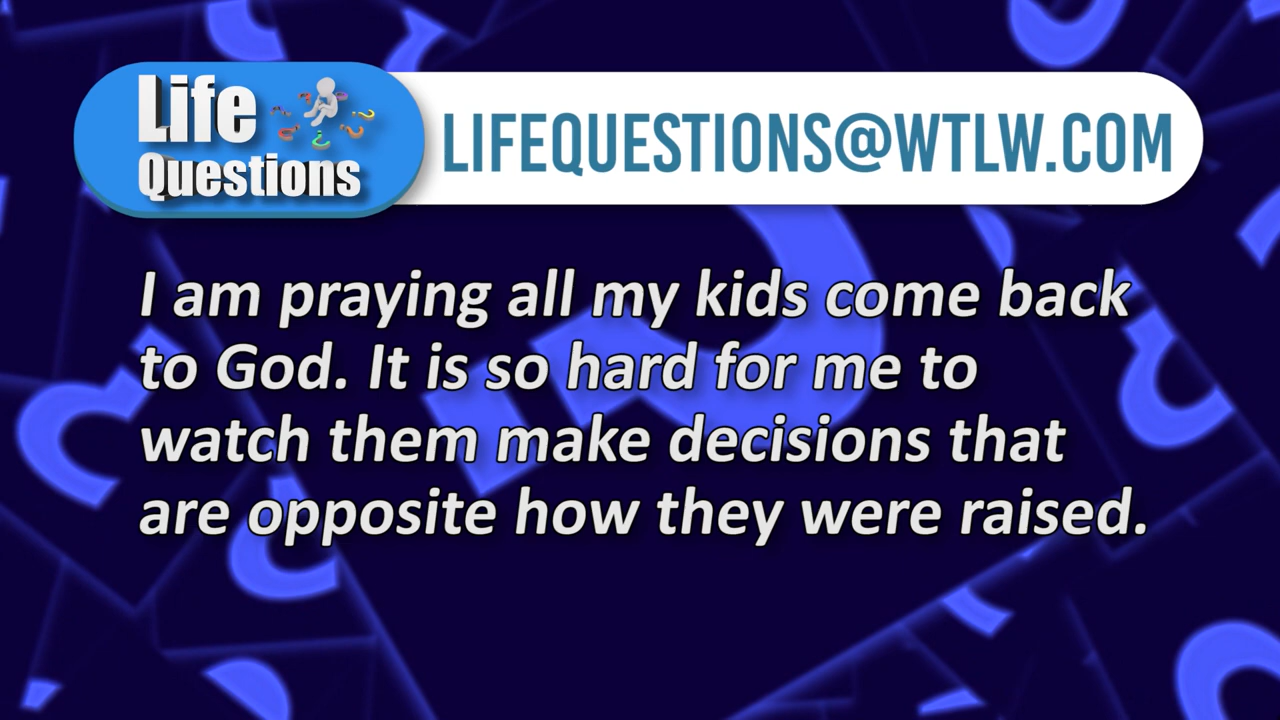 Life
Questions
LIFEQUESTIONS@WTLW.COM
I am praying all my kids come back
to God. It is so hard for me to
watch them make decisions that
are opposite how they were raised.